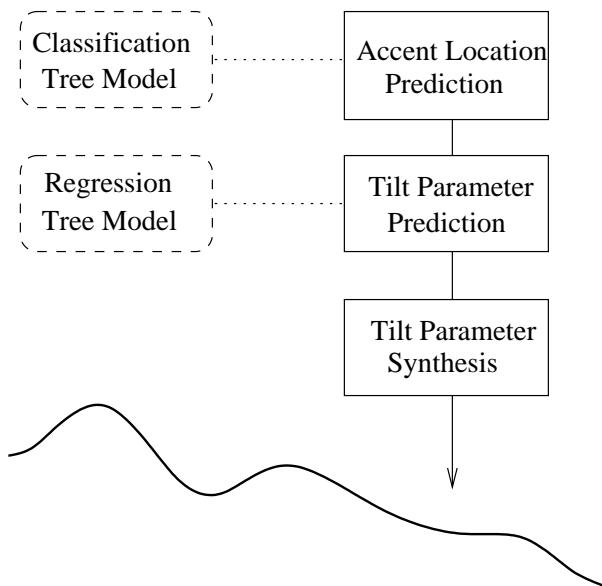 Classification
Tree Model
Accent Location
Prediction
Regression
Tree Model
Tilt Parameter
Prediction
Tilt Parameter
Synthesis